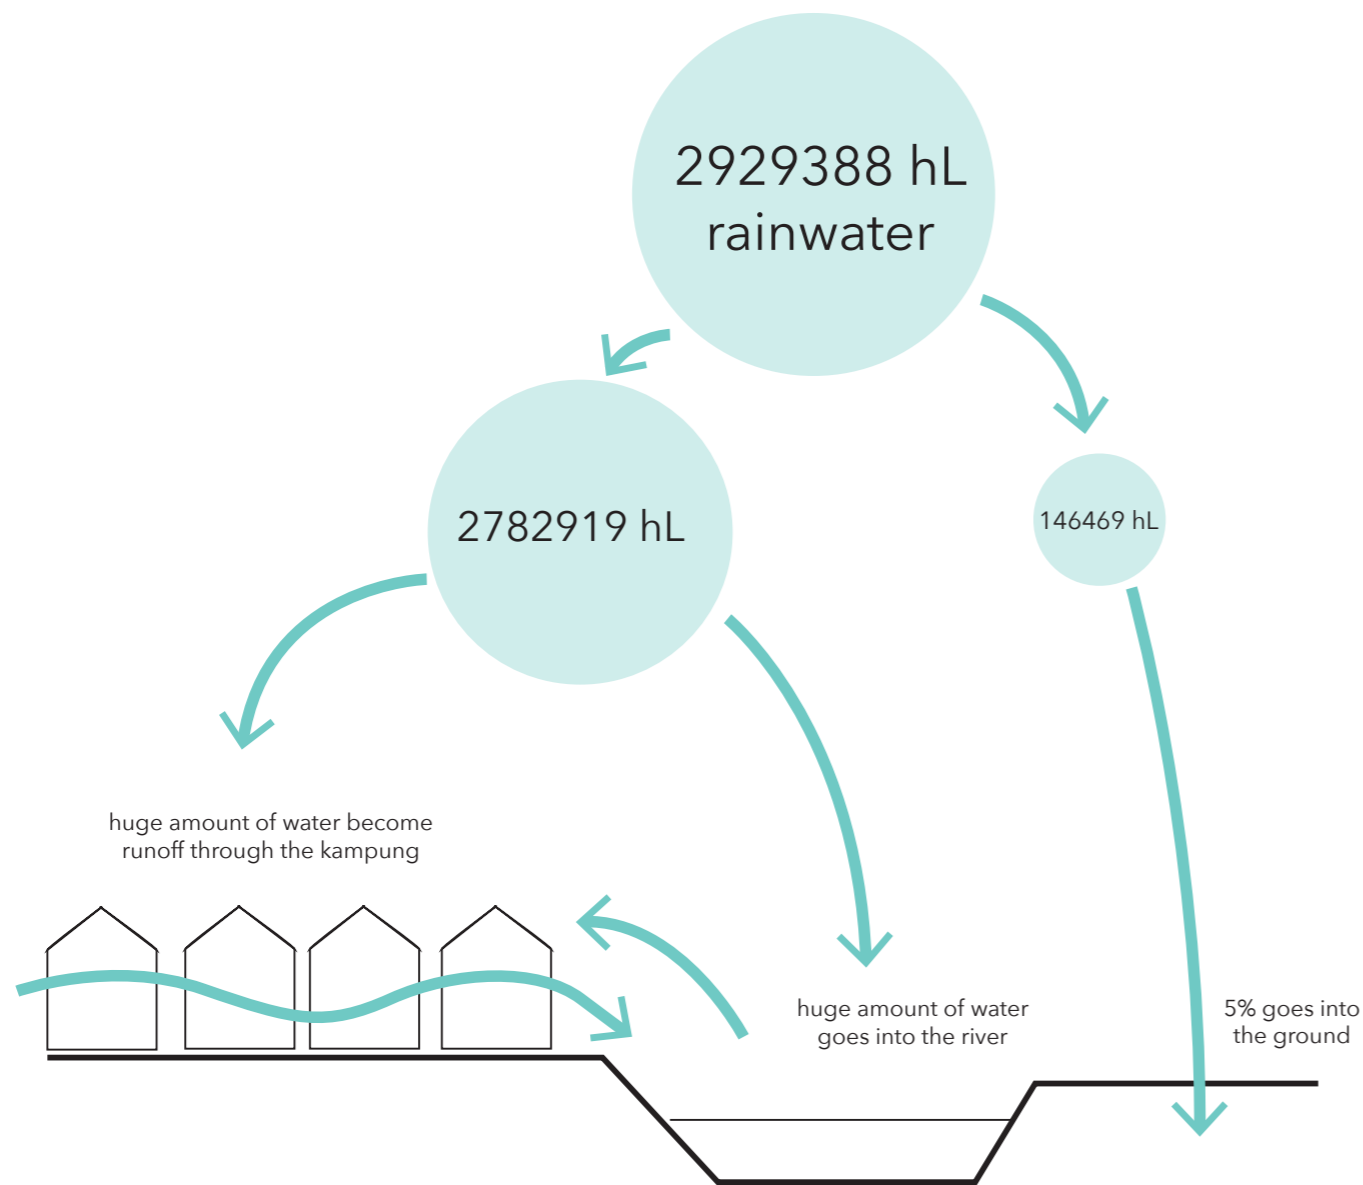 2929388 hL
rainwater
2782919 hL
146469 hL
huge amount of water become
runoff through the kampung
huge amount of water
goes into the river
5% goes into
the ground